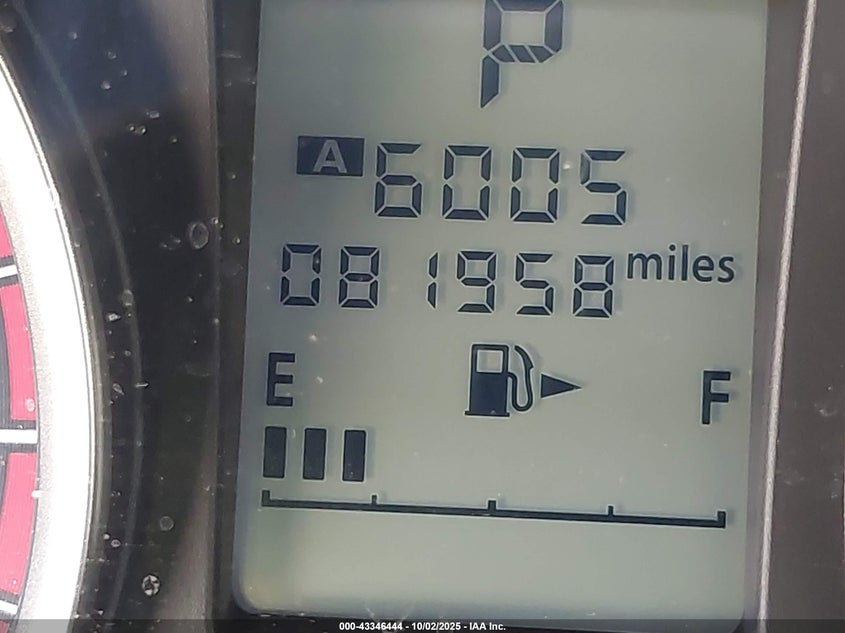 P
A 6005
081958 miles
E F
000-43346444 - 10/02/2025 - IAA Inc.